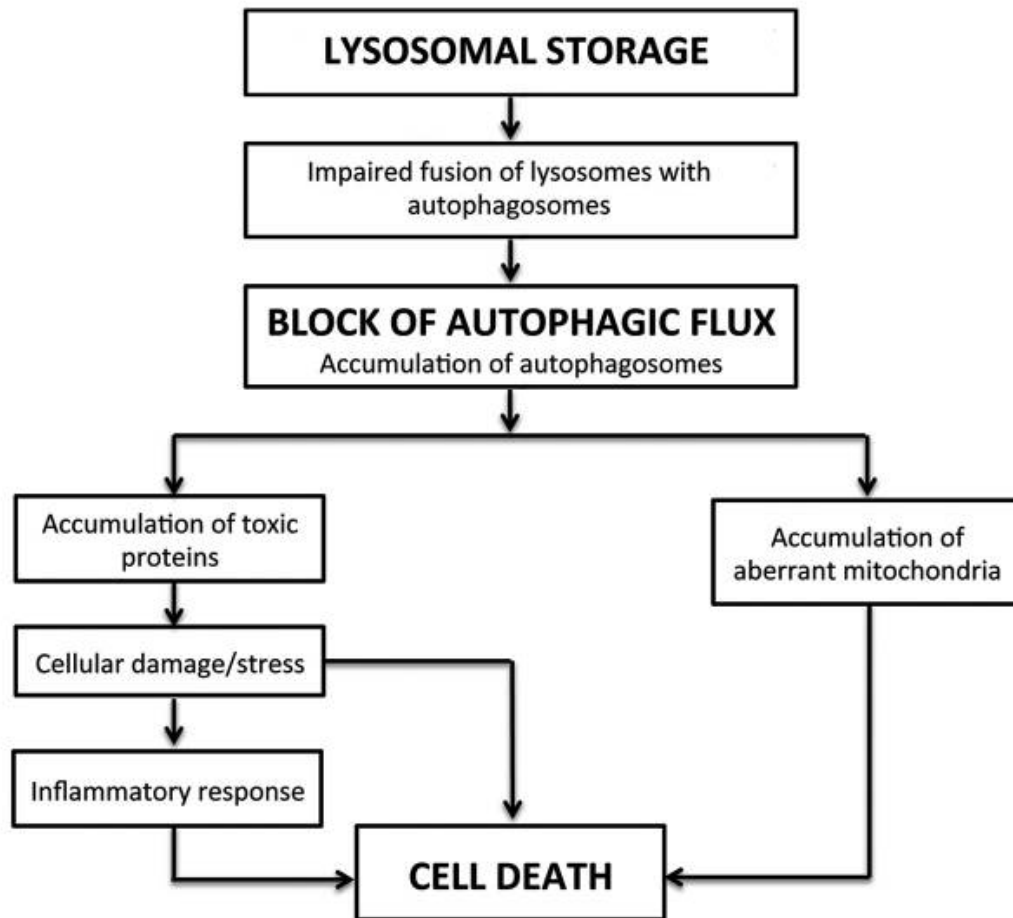 LYSOSOMAL STORAGE
Impaired fusion of lysosomes with
autophagosomes
BLOCK OF AUTOPHAGIC FLUX
Accumulation of autophagosomes
Accumulation of toxic
proteins
Accumulation of
aberrant mitochondria
Cellular damage/stress
Inflammatory response
CELL DEATH